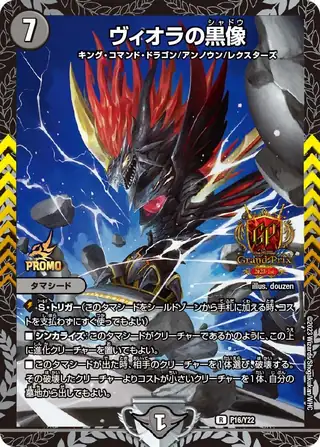 7
シャドウ
ヴィオラの黒像
キング・コマンド・ドラゴン/アンノウン/レクスターズ
PROMO
GP
GrandPrix
illus. douzen
タマシード
S・トリガー(このタマシードをシールドゾーンから手札に加える時、コス
トを支払わずにすぐ使ってもよい)
■シンカライズ(このタマシードがクリーチャーであるかのように、この上
に進化クリーチャーを置いてもよい。)
■このタマシードが出た時、相手のクリーチャーを1体選び、破壊する。
その破壊したクリーチャーよりコストが小さいクリーチャーを1体、自分の
墓地から出してもよい。
1
R P16/Y22